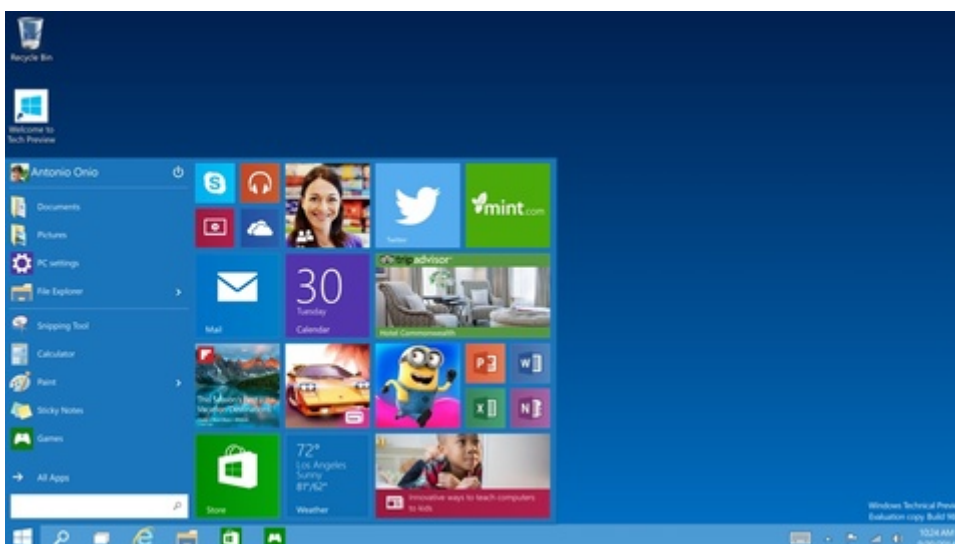 Recycle Bin
Welcome to
Tech Preview
Antonio Onio
Documents
Pictures
PC settings
File Explorer
Snipping Tool
Calculator
Paint
Sticky Notes
Games
All Apps
Twitter
mint.com
Mail
30
Tuesday
Calendar
tripadvisor
Hotel Commonwealth
Vacation Destinations
Store
72°
Los Angeles
Sunny
81°/62°
Weather
Innovative ways to teach computers
to kids
Windows Technical
Evaluation copy. Build
10:24 AM